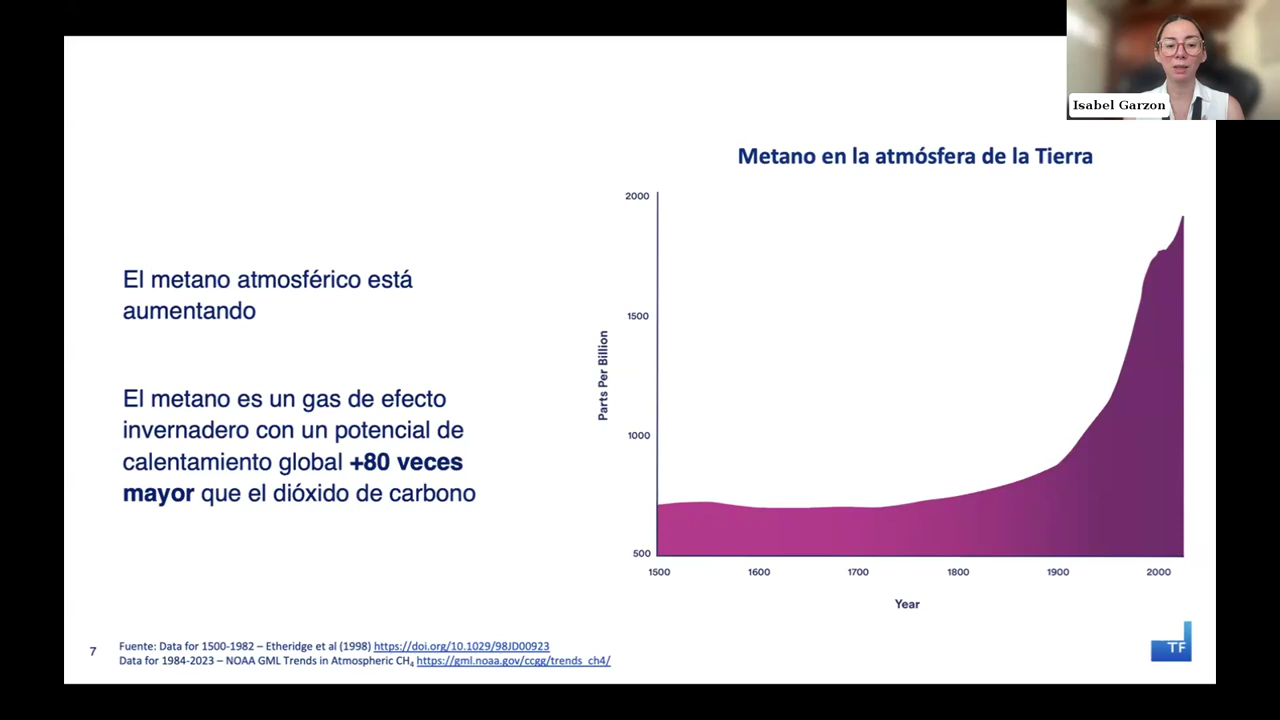 Isabel Garzon
Metano en la atmósfera de la Tierra
El metano atmosférico está
aumentando
El metano es un gas de efecto
invernadero con un potencial de
calentamiento global +80 veces
mayor que el dióxido de carbono
Parts Per Billion
2000
1500
1000
500
1500 1600 1700 1800 1900 2000
Year
7
Fuente: Data for 1500-1982 – Etheridge et al (1998) https://doi.org/10.1029/98JD00923
Data for 1984-2023 – NOAA GML Trends in Atmospheric CH₄ https://gml.noaa.gov/ccgg/trends_ch4/
TF